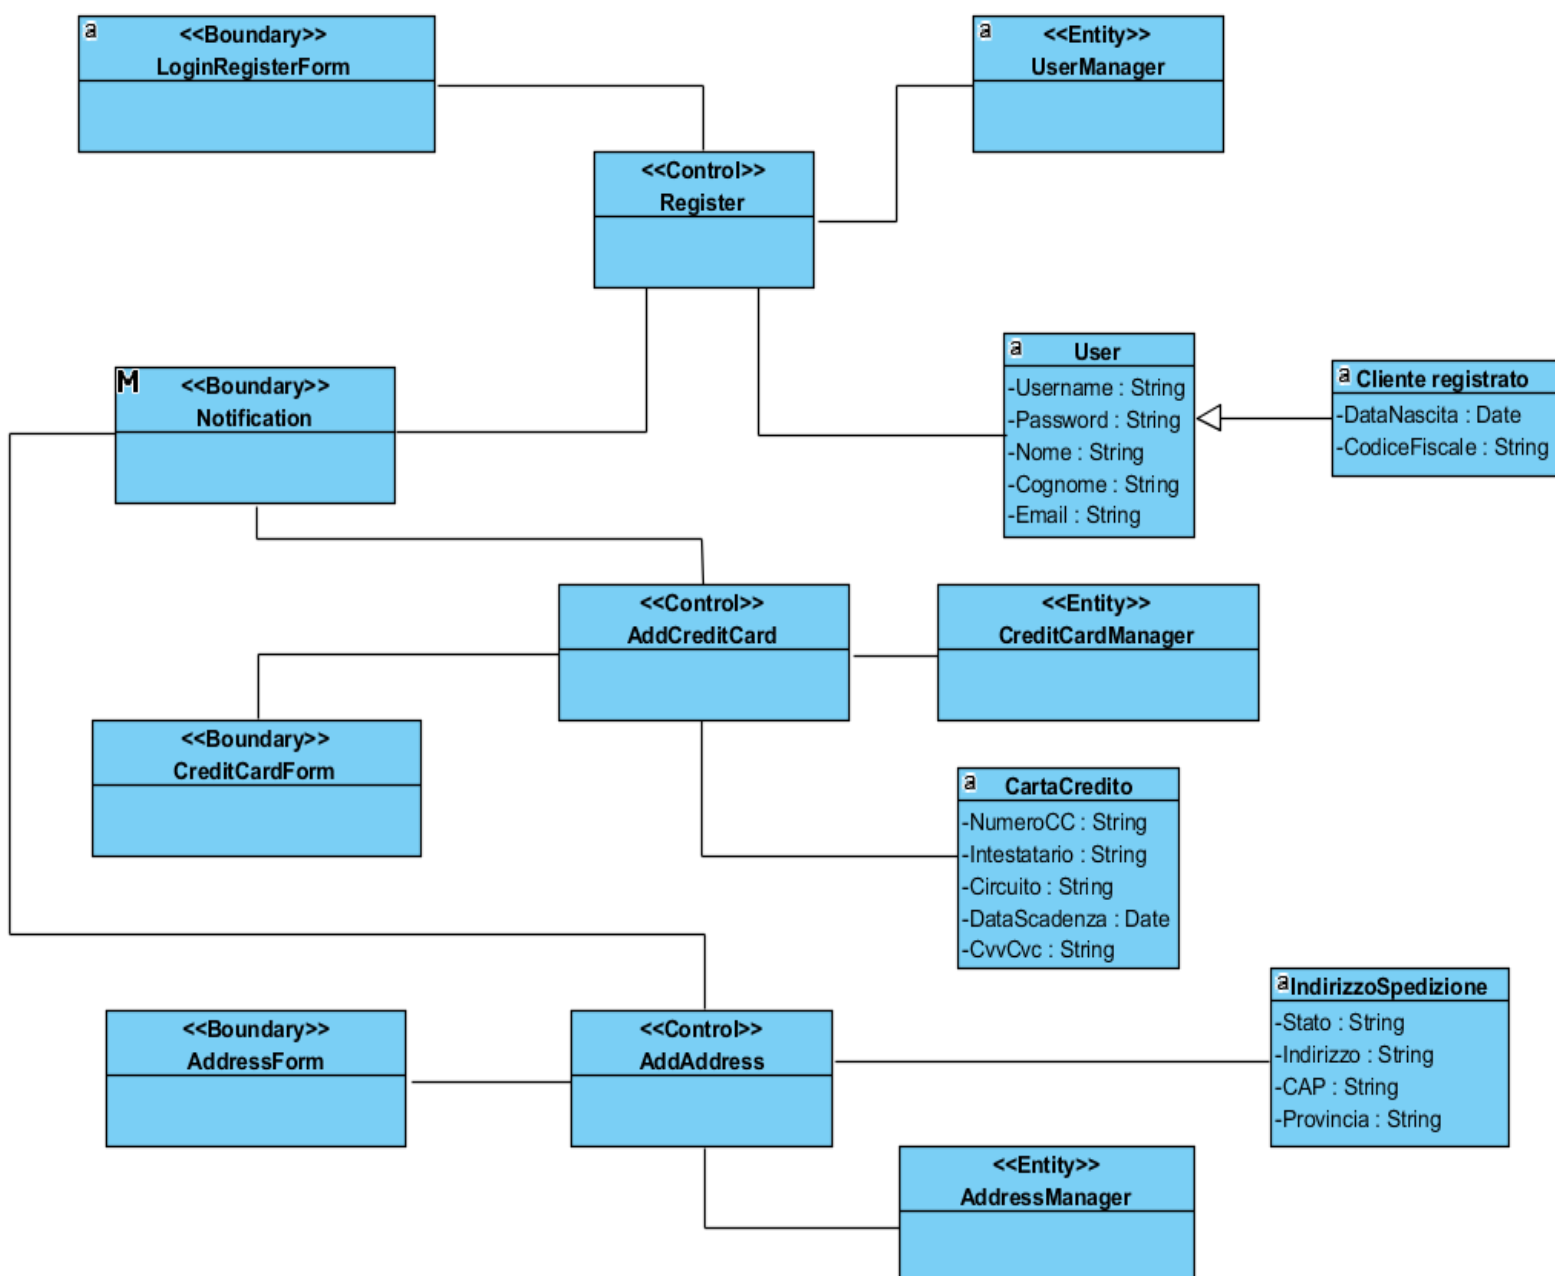 a
<<Boundary>>
LoginRegisterForm
a
<<Entity>>
UserManager
<<Control>>
Register
M
<<Boundary>>
Notification
a
User
-Username : String
-Password : String
-Nome : String
-Cognome : String
-Email : String
a
Cliente registrato
-DataNascita : Date
-CodiceFiscale : String
<<Control>>
AddCreditCard
<<Entity>>
CreditCardManager
<<Boundary>>
CreditCardForm
a
CartaCredito
-NumeroCC : String
-Intestatario : String
-Circuito : String
-DataScadenza : Date
-CvvCvc : String
<<Boundary>>
AddressForm
<<Control>>
AddAddress
a
IndirizzoSpedizione
-Stato : String
-Indirizzo : String
-CAP : String
-Provincia : String
<<Entity>>
AddressManager